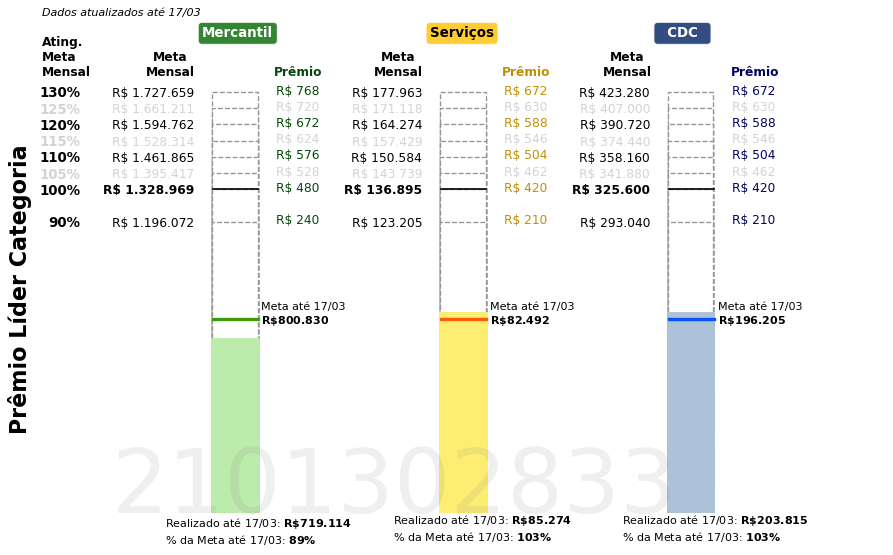 Dados atualizados até 17/03
Mercantil Serviços CDC
Ating.
Meta Meta Meta Meta
Mensal Mensal Prêmio Mensal Prêmio Mensal Prêmio
130% R$ 1.727.659 R$ 768 R$ 177.963 R$ 672 R$ 423.280 R$ 672
125% R$ 1.661.211 R$ 720 R$ 171.118 R$ 630 R$ 407.000 R$ 630
120% R$ 1.594.762 R$ 672 R$ 164.274 R$ 588 R$ 390.720 R$ 588
115% R$ 1.528.314 R$ 624 R$ 157.429 R$ 546 R$ 374.440 R$ 546
110% R$ 1.461.865 R$ 576 R$ 150.584 R$ 504 R$ 358.160 R$ 504
105% R$ 1.395.417 R$ 528 R$ 143.739 R$ 462 R$ 341.880 R$ 462
100% R$ 1.328.969 R$ 480 R$ 136.895 R$ 420 R$ 325.600 R$ 420
90% R$ 1.196.072 R$ 240 R$ 123.205 R$ 210 R$ 293.040 R$ 210
Prêmio Líder Categoria
Meta até 17/03 Meta até 17/03 Meta até 17/03
R$800.830 R$82.492 R$196.205
2101302833
Realizado até 17/03: R$719.114 Realizado até 17/03: R$85.274 Realizado até 17/03: R$203.815
% da Meta até 17/03: 89% % da Meta até 17/03: 103% % da Meta até 17/03: 103%